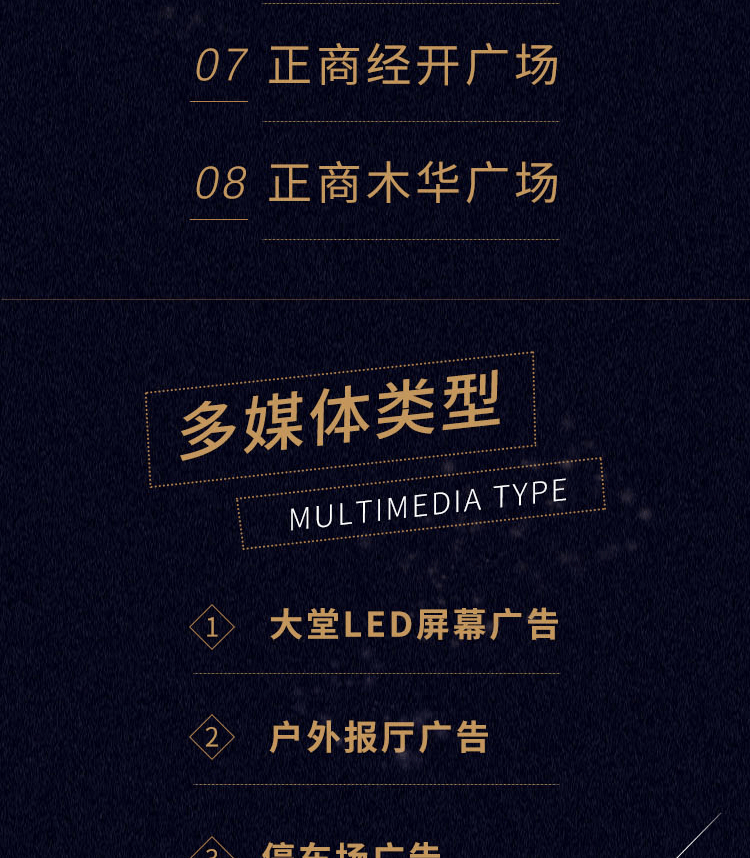 07 正商经开广场
08 正商木华广场
多媒体类型
MULTIMEDIA TYPE
1 大堂LED屏幕广告
2 户外报厅广告
3 停车场广告